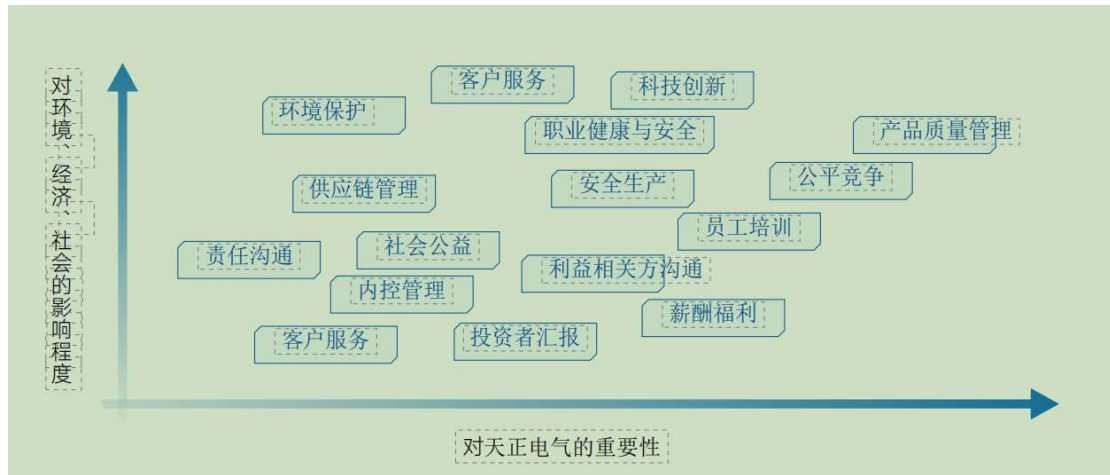 对环境、经济、社会的影响程度
客户服务
科技创新
环境保护
职业健康与安全
产品质量管理
供应链管理
安全生产
公平竞争
员工培训
责任沟通
社会公益
利益相关方沟通
内控管理
薪酬福利
客户服务
投资者汇报
对天正电气的重要性